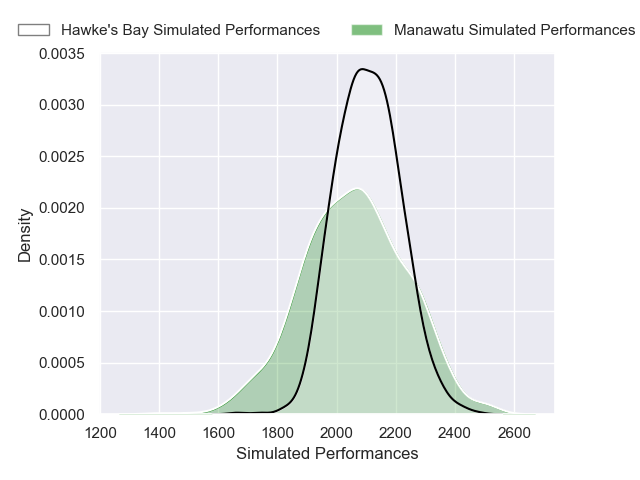 Hawke's Bay Simulated Performances
Manawatu Simulated Performances
0.0035
0.0030
0.0025
0.0020
0.0015
0.0010
0.0005
0.0000
Density
1200 1400 1600 1800 2000 2200 2400 2600
Simulated Performances